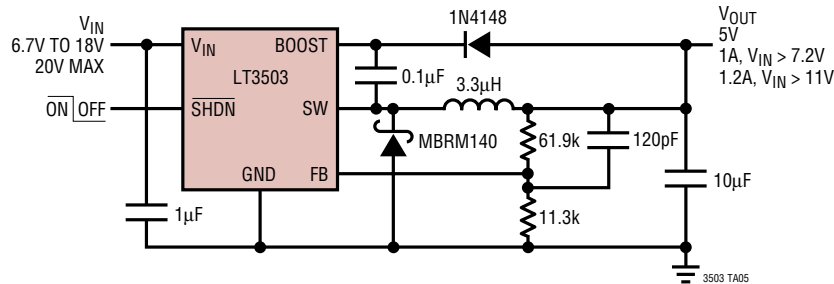 V_IN
6.7V TO 18V
20V MAX
ON OFF
V_IN
BOOST
LT3503
SHDN
SW
GND
FB
1N4148
0.1µF
3.3µH
MBRM140
61.9k
120pF
11.3k
1µF
10µF
V_OUT
5V
1A, V_IN > 7.2V
1.2A, V_IN > 11V
3503 TA05